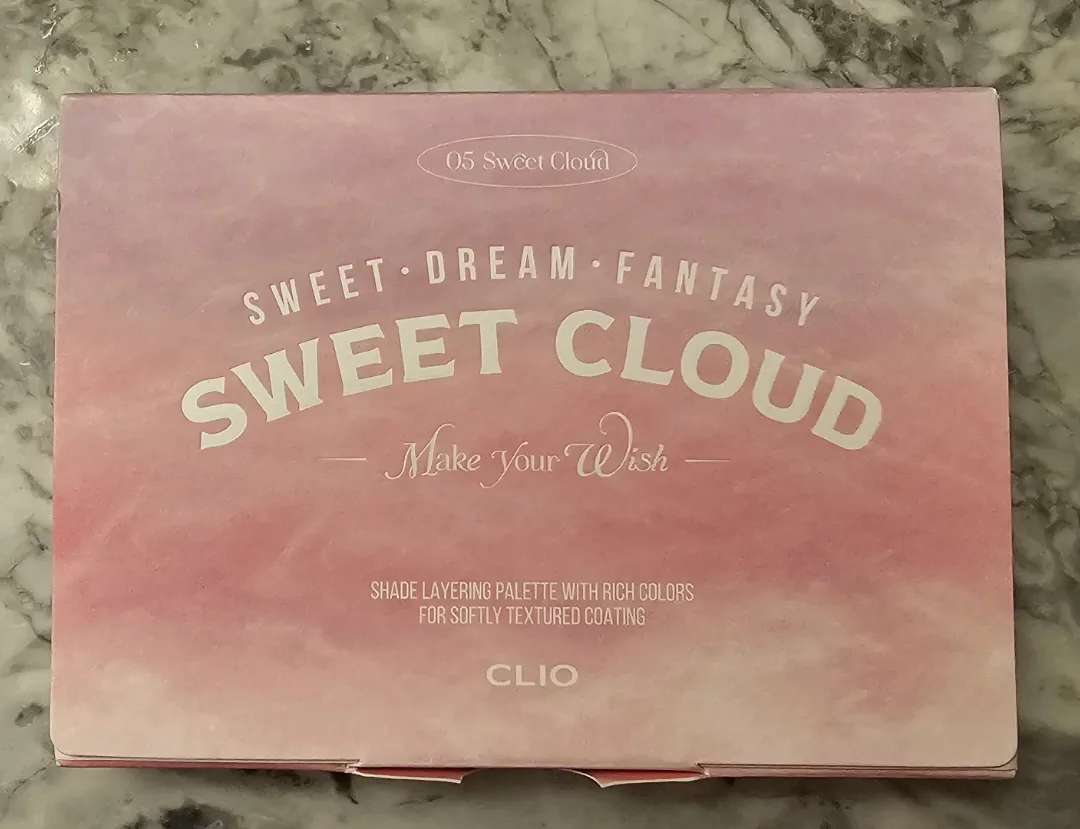 05 Sweet Cloud
SWEET · DREAM · FANTASY
SWEET CLOUD
Make your Wish
SHADE LAYERING PALETTE WITH RICH COLORS
FOR SOFTLY TEXTURED COATING
CLIO